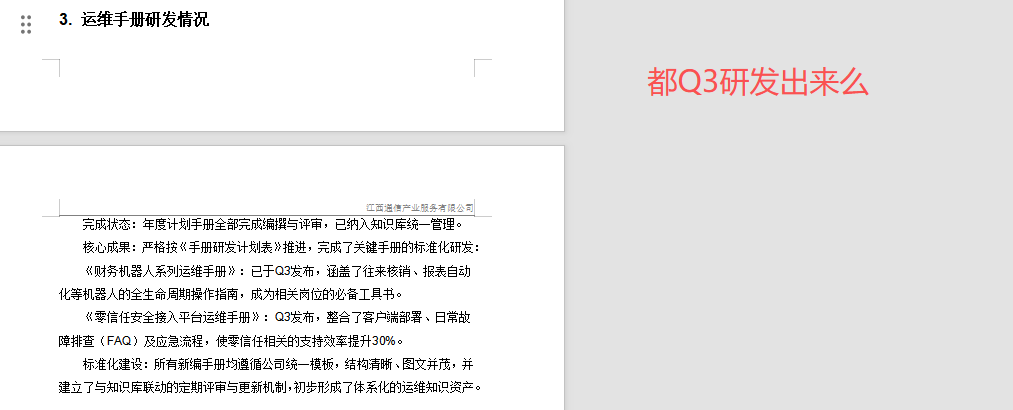 3. 运维手册研发情况
都Q3研发出来么
江西通信产业服务有限公司
完成状态：年度计划手册全部完成编撰与评审，已纳入知识库统一管理。
核心成果：严格按《手册研发计划表》推进，完成了关键手册的标准化研发：
《财务机器人系列运维手册》：已于Q3发布，涵盖了往来核销、报表自动
化等机器人的全生命周期操作指南，成为相关岗位的必备工具书。
《零信任安全接入平台运维手册》：Q3发布，整合了客户端部署、日常故
障排查（FAQ）及应急流程，使零信任相关的支持效率提升30%。
标准化建设：所有新编手册均遵循公司统一模板，结构清晰、图文并茂，并
建立了与知识库联动的定期评审与更新机制，初步形成了体系化的运维知识资产。